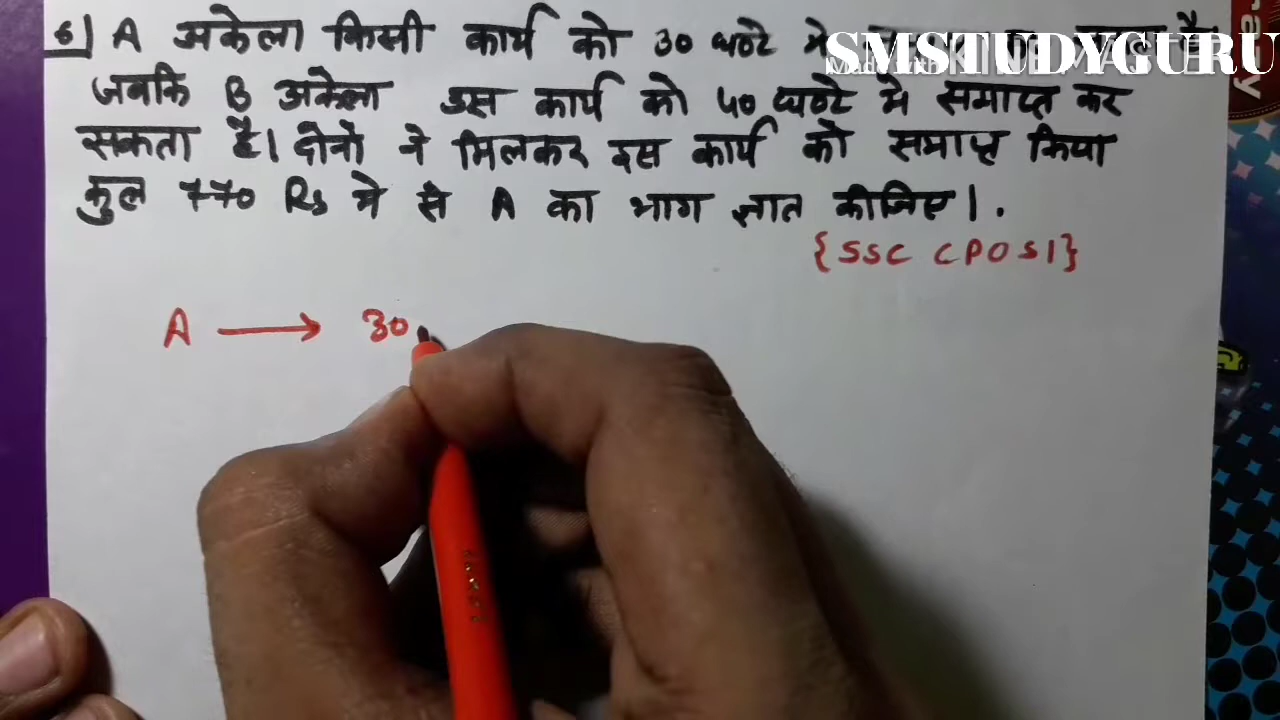 6] A अकेला किसी कार्य को 30 घण्टे मे
SMSTUDYGURU
जबकि B अकेला उस कार्य को 40 घण्टे मे समाप्त कर
सकता है। दोनो ने मिलकर इस कार्य को समाप्त किया
कुल 770 Rs मे से A का भाग ज्ञात कीजिए।.
{SSC CPO SI}
A → 30